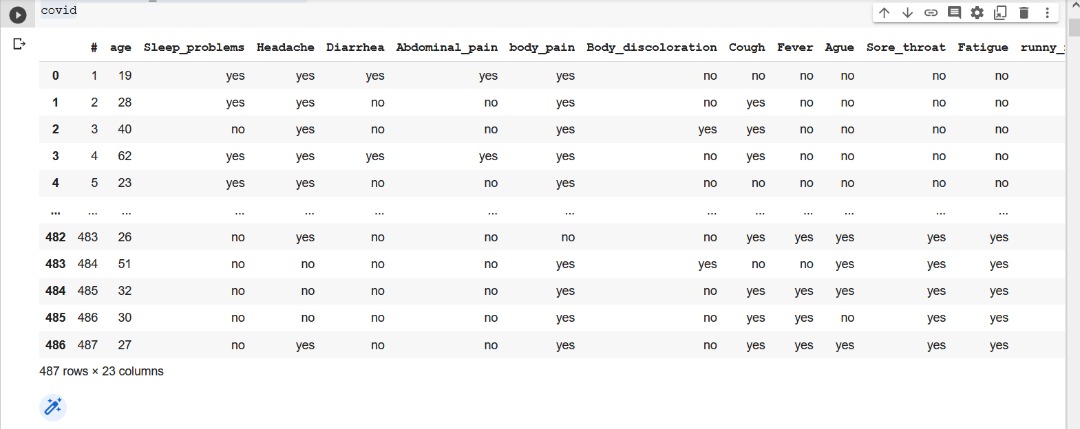 covid
# age Sleep_problems Headache Diarrhea Abdominal_pain body_pain Body_discoloration Cough Fever Ague Sore_throat Fatigue runny_
0 1 19 yes yes yes yes yes no no no no no no
1 2 28 yes yes no no yes no yes no no no no
2 3 40 no yes no no yes yes yes no no no no
3 4 62 yes yes yes yes yes no yes no no no no
4 5 23 yes yes no no yes no no no no no no
... ... ... ... ... ... ... ... ... ... ... ... ... ...
482 483 26 no yes no no no no yes yes yes yes yes
483 484 51 no no no no yes yes no no yes yes yes
484 485 32 no no no no yes no yes yes yes yes yes
485 486 30 no no no no yes no yes yes no yes yes
486 487 27 no yes no no yes no yes yes yes yes yes
487 rows × 23 columns